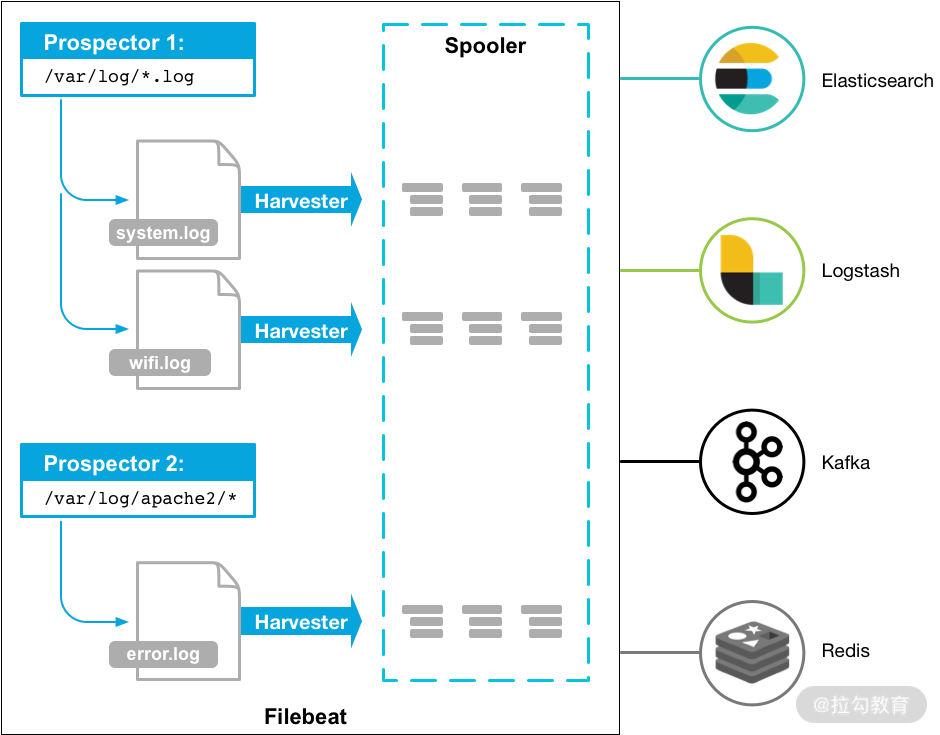 Prospector 1:
/var/log/*.log
Spooler
system.log
Harvester
wifi.log
Harvester
Prospector 2:
/var/log/apache2/*
error.log
Harvester
Filebeat
Elasticsearch
Logstash
Kafka
Redis
@拉勾教育